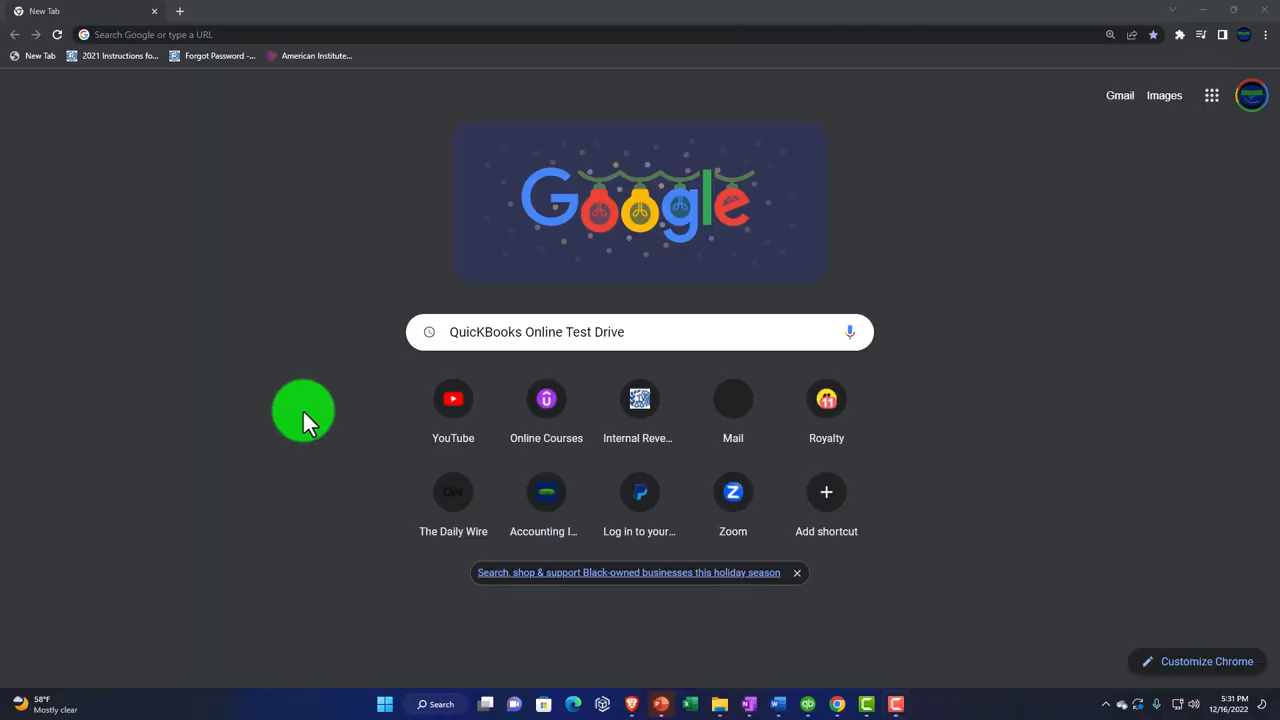 New Tab
Search Google or type a URL
New Tab
2021 Instructions fo...
Forgot Password -...
American Institute...
Gmail
Images
Google
QuicKBooks Online Test Drive
YouTube
Online Courses
Internal Reve...
Mail
Royalty
11
DW
The Daily Wire
Accounting I...
Log in to your...
Zoom
Add shortcut
Search, shop & support Black-owned businesses this holiday season
Customize Chrome
58°F
Mostly clear
Search
5:31 PM
12/16/2022